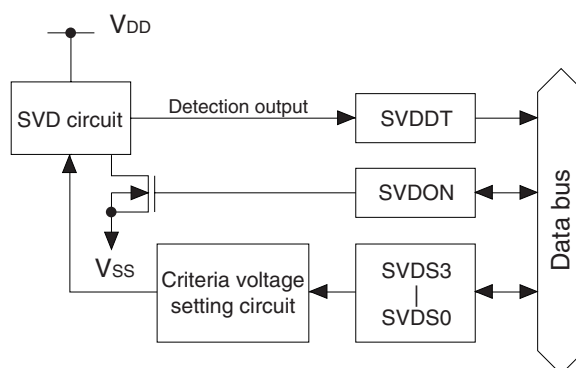 VDD
SVD circuit
Detection output
SVDDT
SVDON
VSS
Criteria voltage
setting circuit
SVDS3
|
SVDS0
Data bus